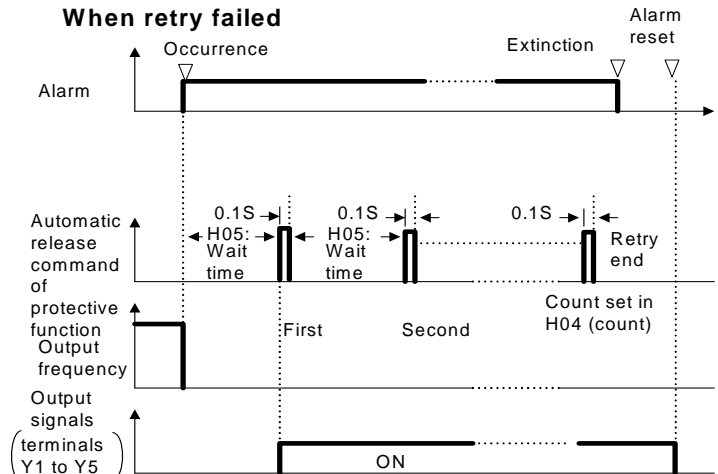 When retry failed
Occurrence
Extinction
Alarm
reset
Alarm
0.1S
0.1S
0.1S
Automatic
release
command
of
protective
function
H05:
Wait
time
H05:
Wait
time
Retry
end
Count set in
H04 (count)
First
Second
Output
frequency
Output
signals
terminals
Y1 to Y5
ON